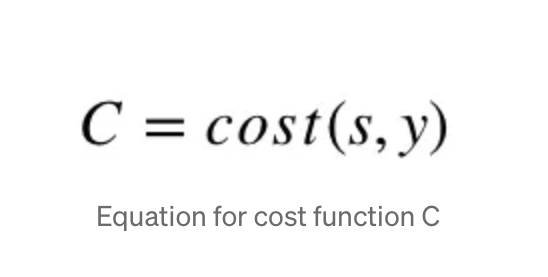 C = cost(s, y)
Equation for cost function C